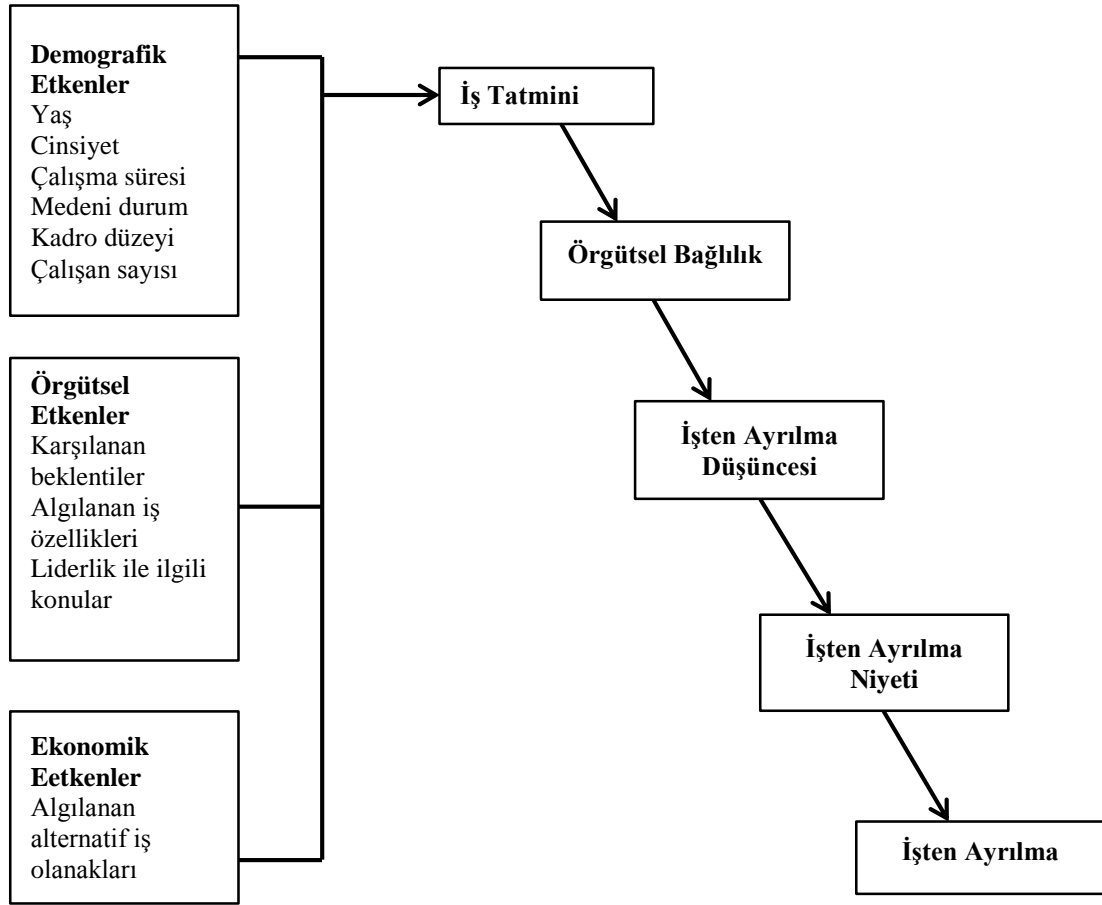 Demografik
Etkenler
Yaş
Cinsiyet
Çalışma süresi
Medeni durum
Kadro düzeyi
Çalışan sayısı
Örgütsel
Etkenler
Karşılanan
beklentiler
Algılanan iş
özellikleri
Liderlik ile ilgili
konular
Ekonomik
Eetkenler
Algılanan
alternatif iş
olanakları
İş Tatmini
Örgütsel Bağlılık
İşten Ayrılma
Düşüncesi
İşten Ayrılma
Niyeti
İşten Ayrılma